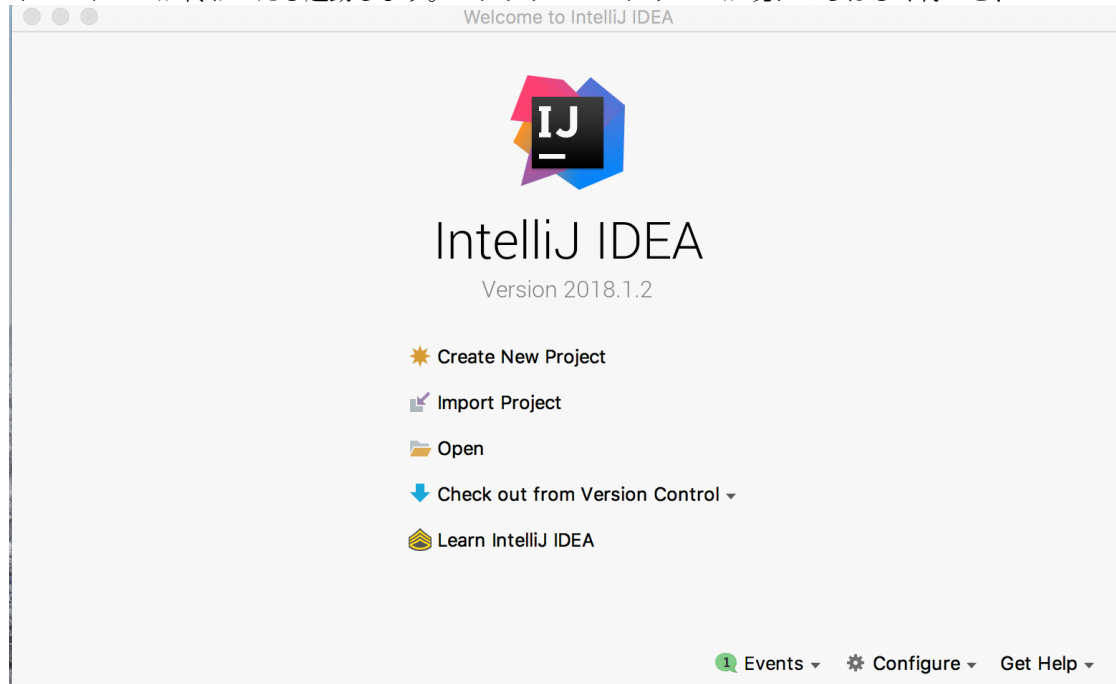 Welcome to IntelliJ IDEA
IJ
IntelliJ IDEA
Version 2018.1.2
Create New Project
Import Project
Open
Check out from Version Control
Learn IntelliJ IDEA
1 Events Configure Get Help